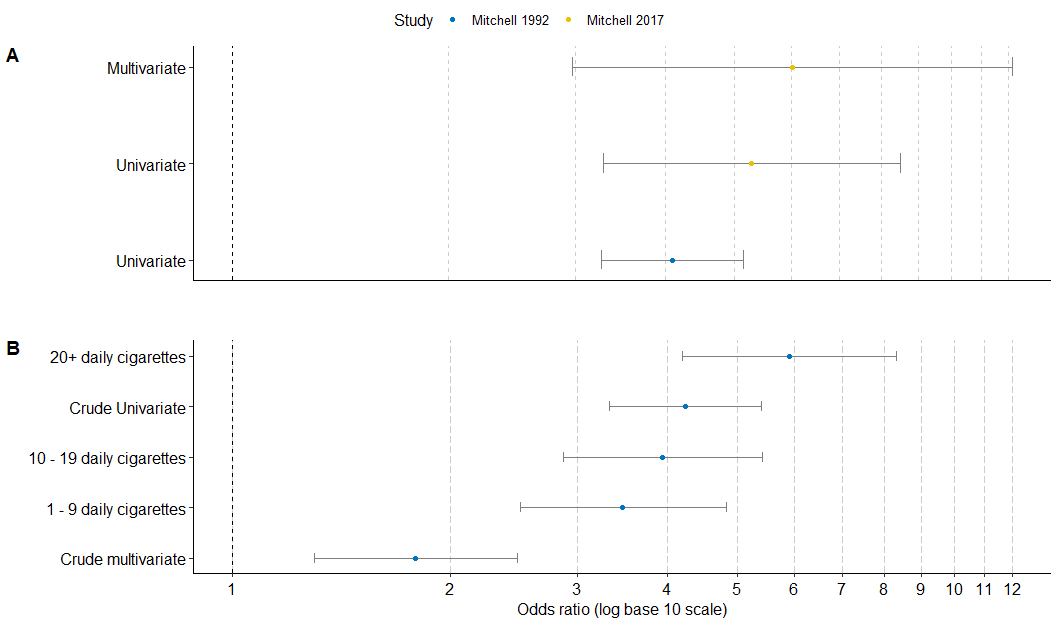 Study Mitchell 1992 Mitchell 2017
A
Multivariate
Univariate
Univariate
B
20+ daily cigarettes
Crude Univariate
10 - 19 daily cigarettes
1 - 9 daily cigarettes
Crude multivariate
1 2 3 4 5 6 7 8 9 10 11 12
Odds ratio (log base 10 scale)